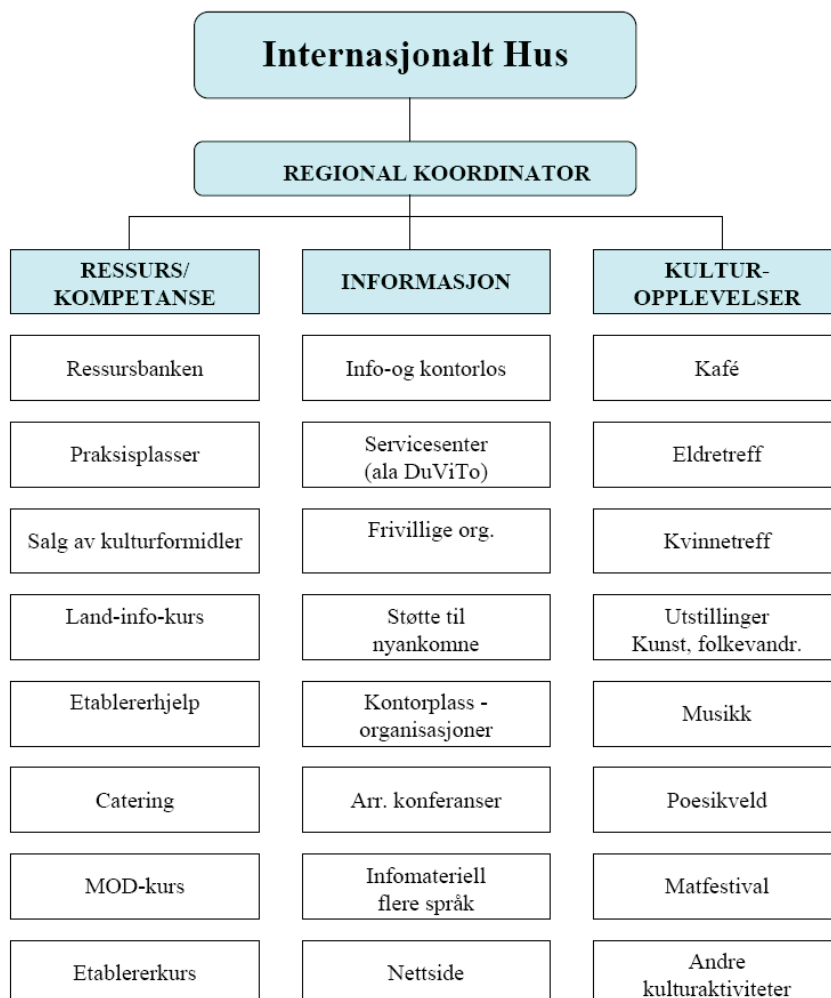 Internasjonalt Hus
REGIONAL KOORDINATOR
RESSURS/
KOMPETANSE
Ressursbanken
Praksisplasser
Salg av kulturformidler
Land-info-kurs
Etablererhjelp
Catering
MOD-kurs
Etablererkurs
INFORMASJON
Info-og kontorlos
Servicesenter
(ala DuViTo)
Frivillige org.
Støtte til
nyankomne
Kontorplass -
organisasjoner
Arr. konferanser
Infomateriell
flere språk
Nettside
KULTUR-
OPPLEVELSER
Kafé
Eldretreff
Kvinnetreff
Utstillinger
Kunst, folkevandr.
Musikk
Poesikveld
Matfestival
Andre
kulturaktiviteter